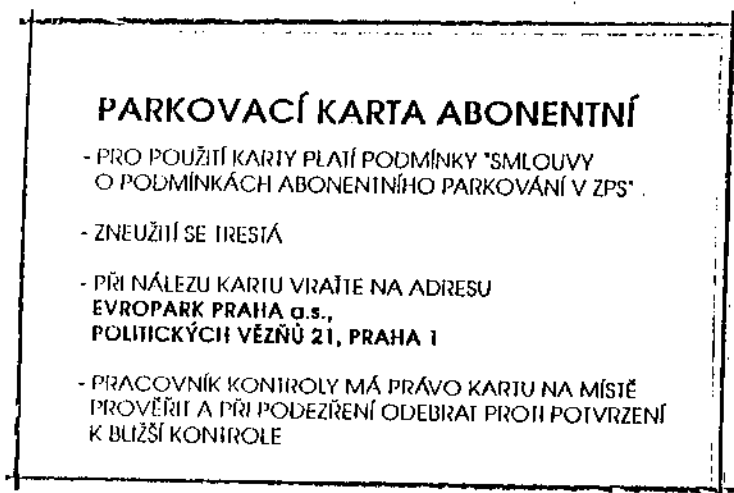 PARKOVACÍ KARTA ABONENTNÍ
- PRO POUŽITÍ KARTY PLATÍ PODMÍNKY "SMLOUVY
O PODMÍNKÁCH ABONENTNÍHO PARKOVÁNÍ V ZPS" .
- ZNEUŽITÍ SE TRESTÁ
- PŘI NÁLEZU KARTU VRAŤTE NA ADRESU
EVROPARK PRAHA a.s.,
POLITICKÝCH VĚZŇŮ 21, PRAHA 1
- PRACOVNÍK KONTROLY MÁ PRÁVO KARTU NA MÍSTĚ
PROVĚŘIT A PŘI PODEZŘENÍ ODEBRAT PROTI POTVRZENÍ
K BLIŽŠÍ KONTROLE